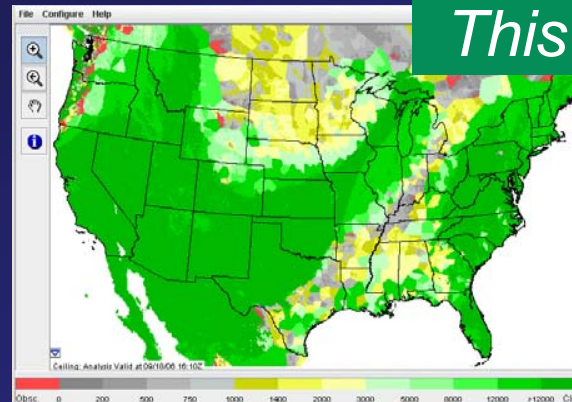 File Configure Help
This
Ceiling: Analysis Valid at 09/18/06 16:10Z
Obsc 0 200 500 750 1000 1400 2000 3000 5000 8000 12000 >12000